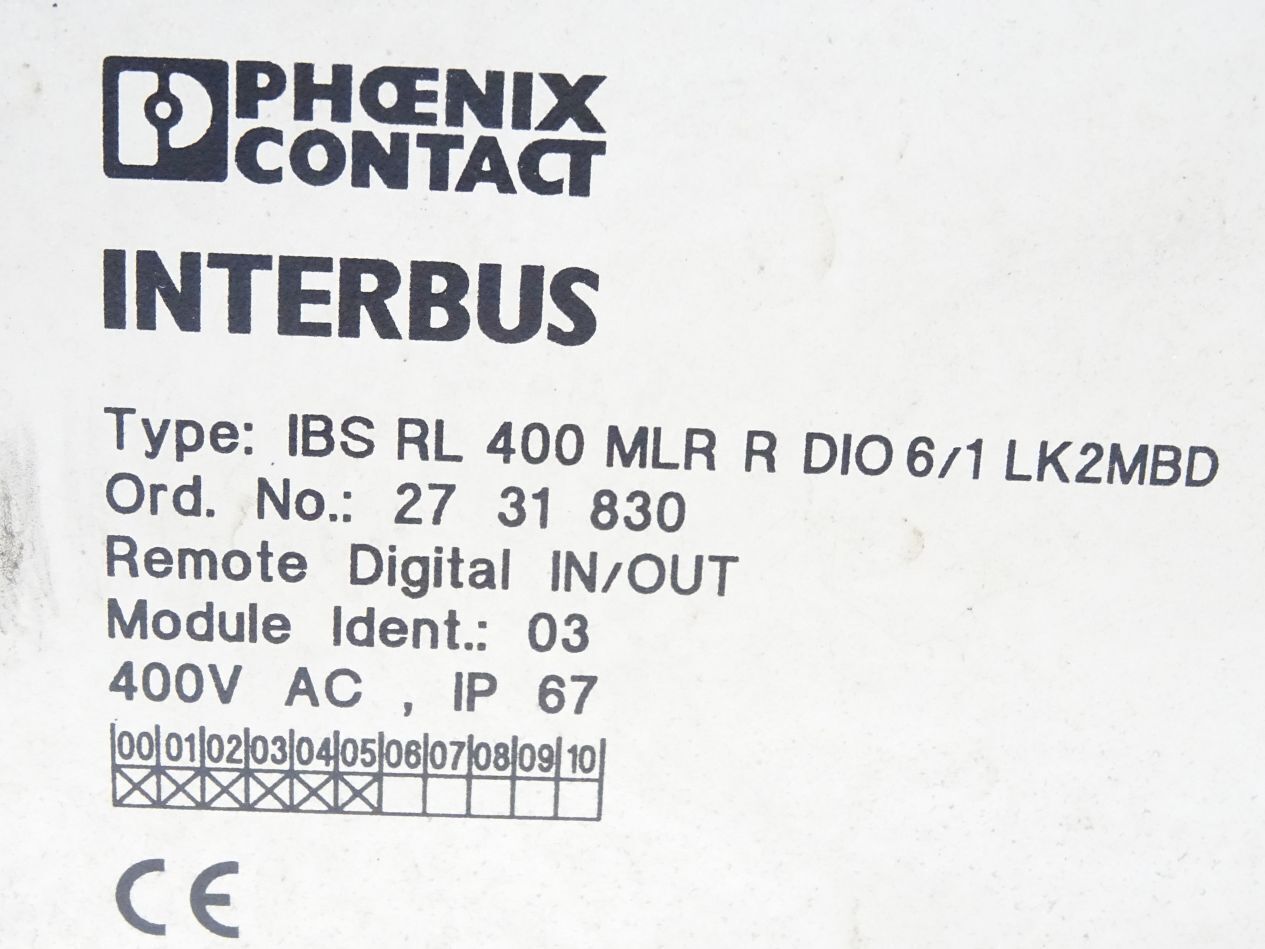 PHŒNIX
CONTACT
INTERBUS
Type: IBS RL 400 MLR R DIO 6/1 LK2MBD
Ord. No.: 27 31 830
Remote Digital IN/OUT
Module Ident.: 03
400V AC , IP 67
00 01 02 03 04 05 06 07 08 09 10
CE